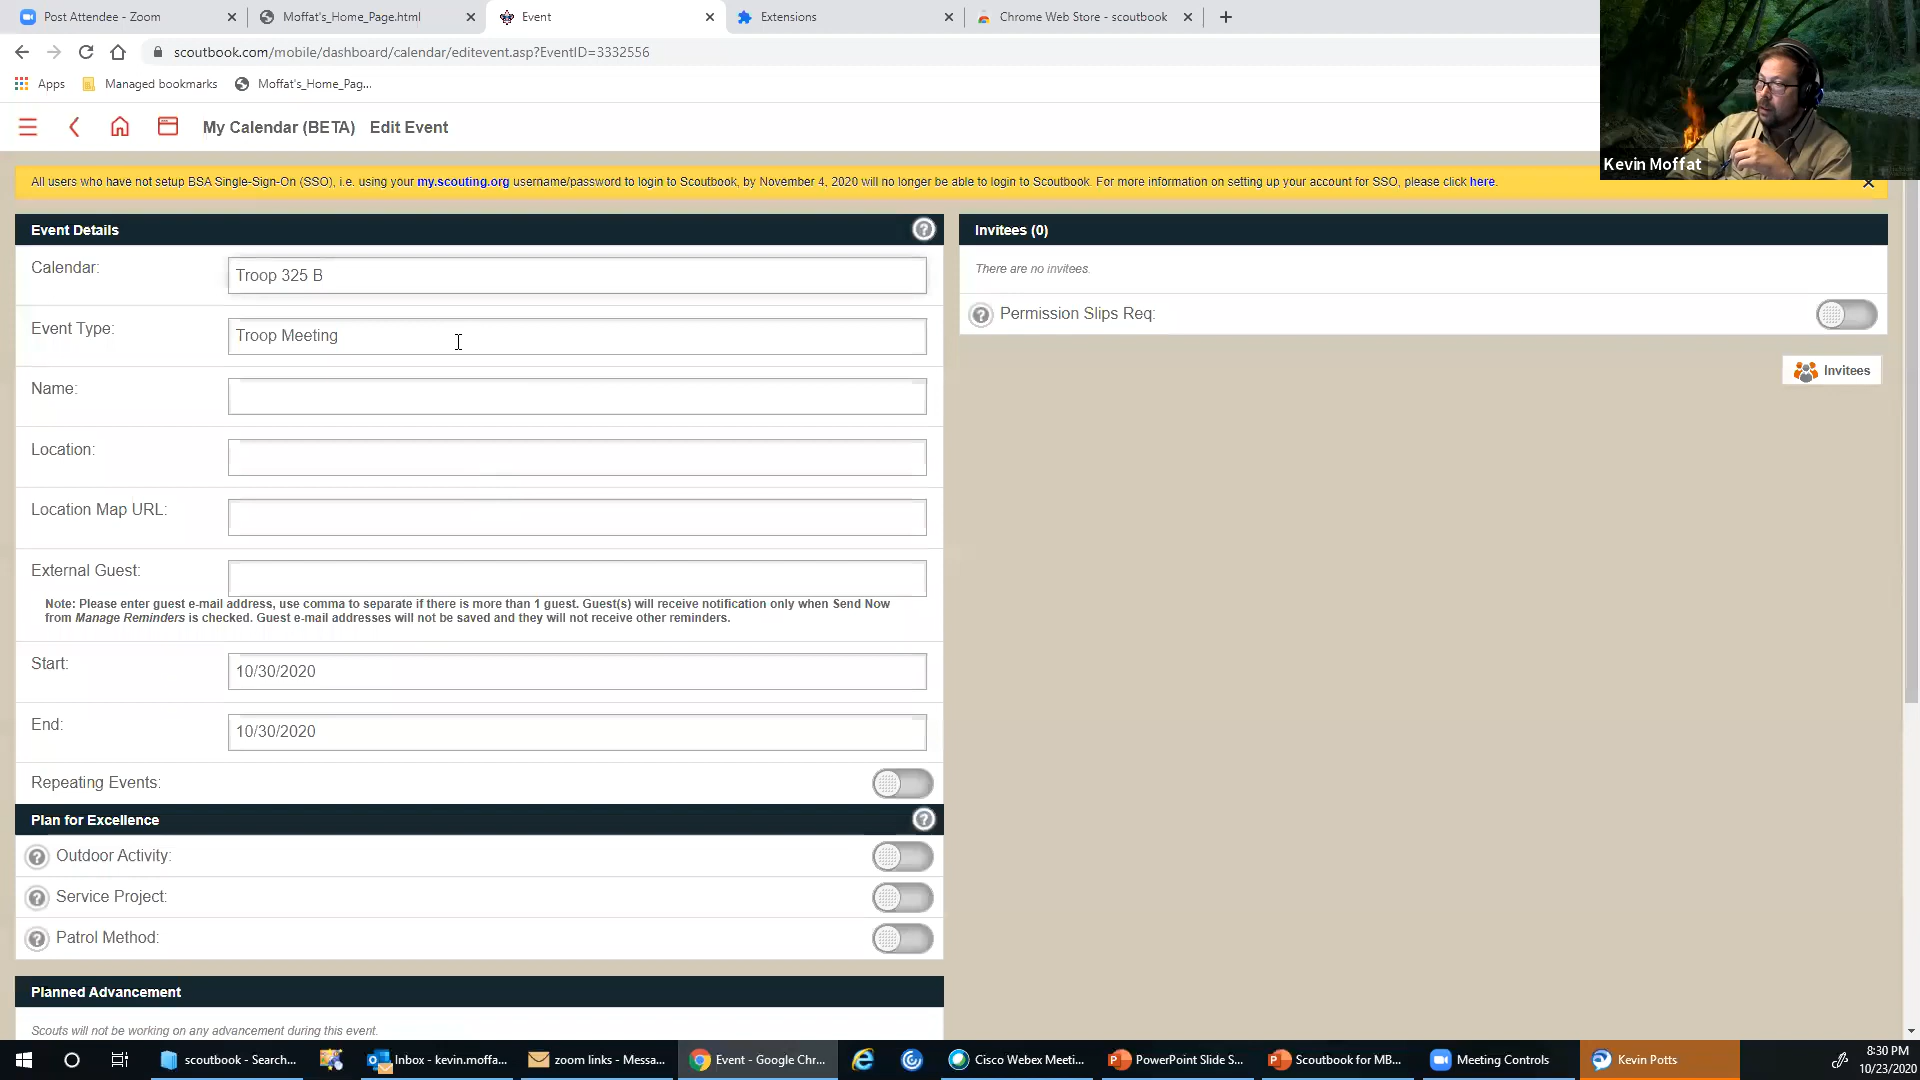 Post Attendee - Zoom
Moffat's_Home_Page.html
Event
Extensions
Chrome Web Store - scoutbook
scoutbook.com/mobile/dashboard/calendar/editevent.asp?EventID=3332556
Apps
Managed bookmarks
Moffat's_Home_Pag...
My Calendar (BETA) Edit Event
Kevin Moffat
All users who have not setup BSA Single-Sign-On (SSO), i.e. using your my.scouting.org username/password to login to Scoutbook, by November 4, 2020 will no longer be able to login to Scoutbook. For more information on setting up your account for SSO, please click here.
Event Details
Calendar:
Troop 325 B
Event Type:
Troop Meeting
Name:
Location:
Location Map URL:
External Guest:
Note: Please enter guest e-mail address, use comma to separate if there is more than 1 guest. Guest(s) will receive notification only when Send Now
from Manage Reminders is checked. Guest e-mail addresses will not be saved and they will not receive other reminders.
Start:
10/30/2020
End:
10/30/2020
Repeating Events:
Plan for Excellence
Outdoor Activity:
Service Project:
Patrol Method:
Planned Advancement
Scouts will not be working on any advancement during this event.
Invitees (0)
There are no invitees.
Permission Slips Req:
Invitees
scoutbook - Search...
Inbox - kevin.moffa...
zoom links - Messa...
Event - Google Chr...
Cisco Webex Meeti...
PowerPoint Slide S...
Scoutbook for MB...
Meeting Controls
Kevin Potts
8:30 PM
10/23/2020